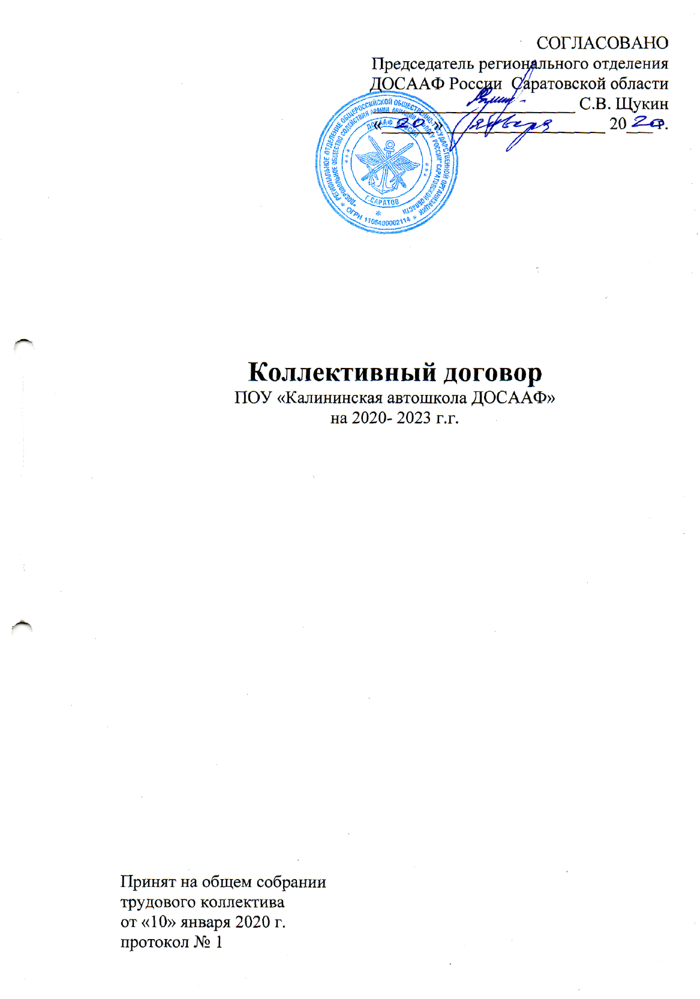 СОГЛАСОВАНО
Председатель регионального отделения
ДОСААФ России Саратовской области
С.В. Щукин
«20» января 2020 г.
РЕГИОНАЛЬНОЕ ОТДЕЛЕНИЕ ОБЩЕРОССИЙСКОЙ ОБЩЕСТВЕННО-ГОСУДАРСТВЕННОЙ ОРГАНИЗАЦИИ
"ДОБРОВОЛЬНОЕ ОБЩЕСТВО СОДЕЙСТВИЯ АРМИИ, АВИАЦИИ И ФЛОТУ РОССИИ" САРАТОВСКОЙ ОБЛАСТИ
ДОСААФ РОССИИ
Г.САРАТОВ
ОГРН 1106400002114
Коллективный договор
ПОУ «Калининская автошкола ДОСААФ»
на 2020- 2023 г.г.
Принят на общем собрании
трудового коллектива
от «10» января 2020 г.
протокол № 1